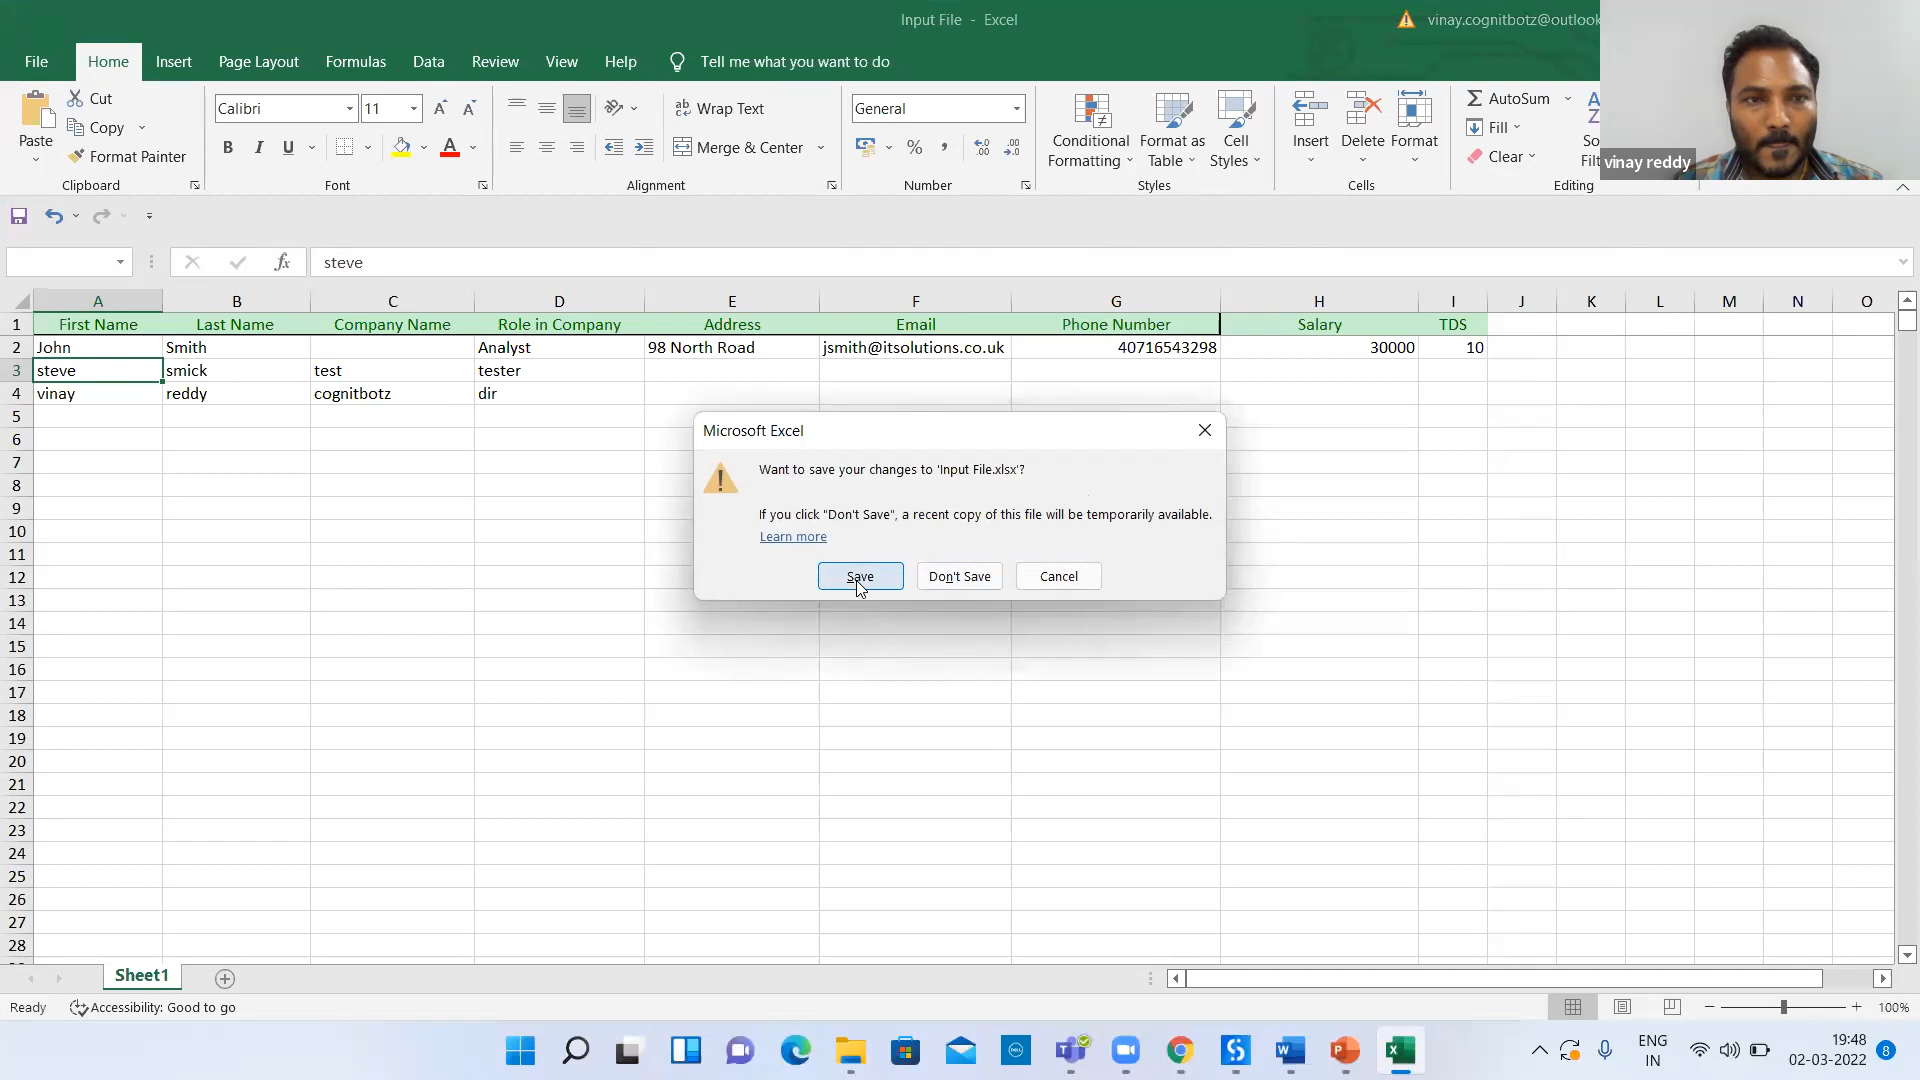 Input File - Excel
vinay.cognitbotz@outlook
File Home Insert Page Layout Formulas Data Review View Help Tell me what you want to do
Paste
Cut
Copy
Format Painter
Clipboard
Calibri 11
B I U A
Font
Wrap Text
Merge & Center
Alignment
General
%
Number
Conditional Formatting
Format as Table
Cell Styles
Styles
Insert
Delete
Format
Cells
AutoSum
Fill
Clear
Editing
vinay reddy
fx steve
A B C D E F G H I J K L M N O
1 First Name Last Name Company Name Role in Company Address Email Phone Number Salary TDS
2 John Smith Analyst 98 North Road jsmith@itsolutions.co.uk 40716543298 30000 10
3 steve smick test tester
4 vinay reddy cognitbotz dir
5
6
7
8
9
10
11
12
13
14
15
16
17
18
19
20
21
22
23
24
25
26
27
28
Microsoft Excel
Want to save your changes to 'Input File.xlsx'?
If you click "Don't Save", a recent copy of this file will be temporarily available.
Learn more
Save Don't Save Cancel
Sheet1
Ready Accessibility: Good to go 100%
ENG
IN
19:48
02-03-2022
8